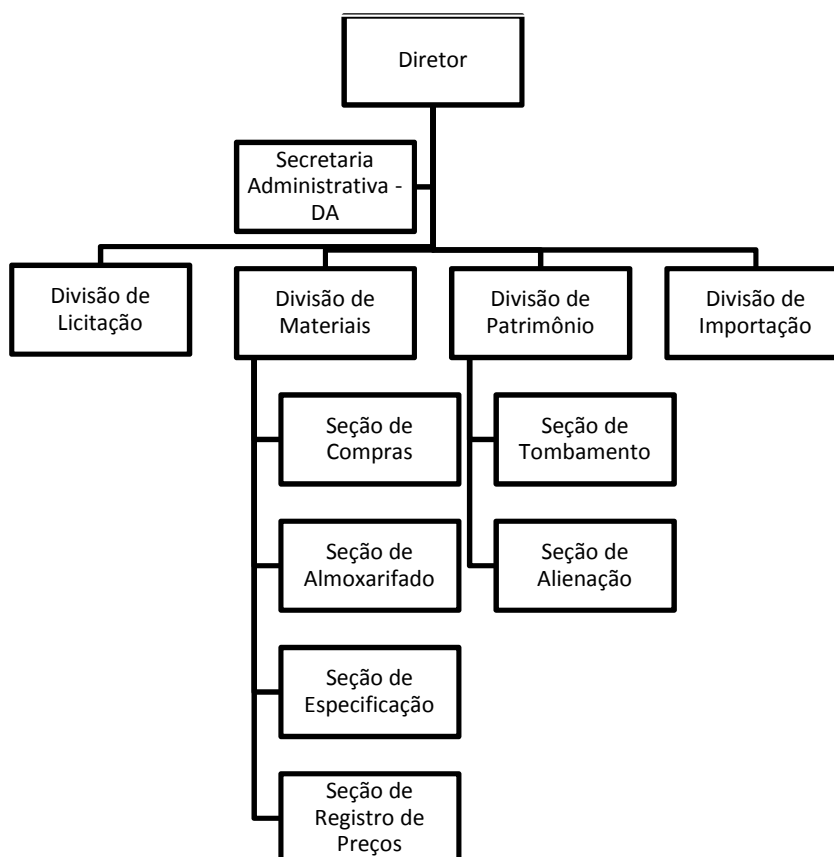 Diretor
Secretaria
Administrativa -
DA
Divisão de
Licitação
Divisão de
Materiais
Divisão de
Patrimônio
Divisão de
Importação
Seção de
Compras
Seção de
Tombamento
Seção de
Almoxarifado
Seção de
Alienação
Seção de
Especificação
Seção de
Registro de
Preços